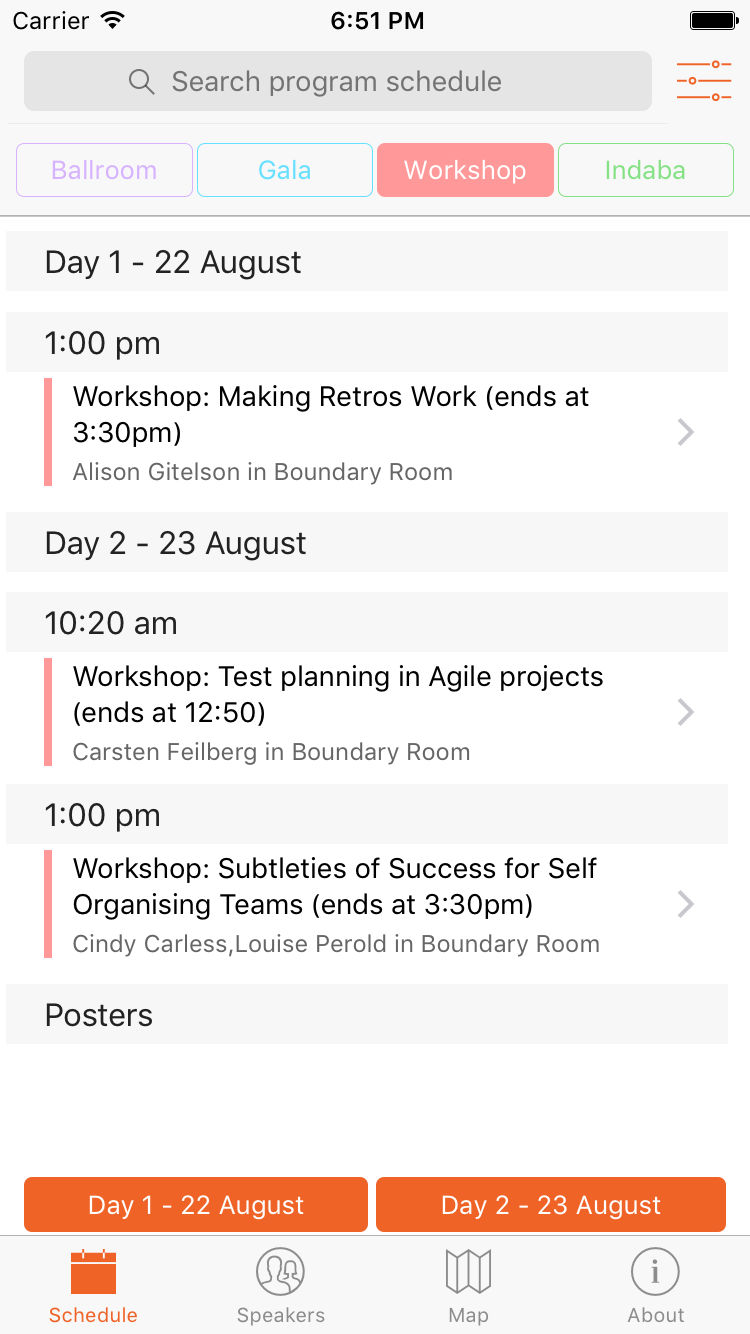 Carrier 6:51 PM
Search program schedule
Ballroom Gala Workshop Indaba
Day 1 - 22 August
1:00 pm
Workshop: Making Retros Work (ends at
3:30pm)
Alison Gitelson in Boundary Room
Day 2 - 23 August
10:20 am
Workshop: Test planning in Agile projects
(ends at 12:50)
Carsten Feilberg in Boundary Room
1:00 pm
Workshop: Subtleties of Success for Self
Organising Teams (ends at 3:30pm)
Cindy Carless,Louise Perold in Boundary Room
Posters
Day 1 - 22 August Day 2 - 23 August
Schedule Speakers Map About